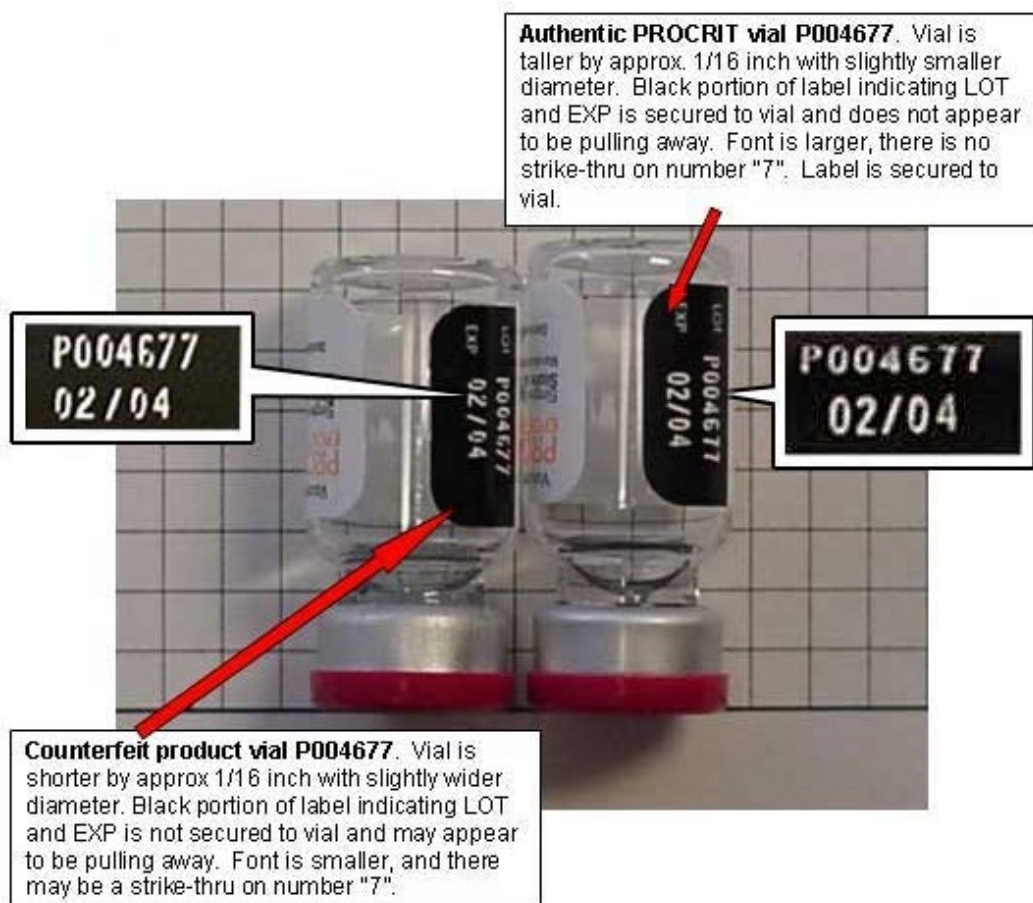 Authentic PROCRIT vial P004677. Vial is
taller by approx. 1/16 inch with slightly smaller
diameter. Black portion of label indicating LOT
and EXP is secured to vial and does not appear
to be pulling away. Font is larger, there is no
strike-thru on number "7". Label is secured to
vial.
P004677
02/04
LOT P004677
EXP 02/04
LOT P004677
EXP 02/04
P004677
02/04
Counterfeit product vial P004677. Vial is
shorter by approx 1/16 inch with slightly wider
diameter. Black portion of label indicating LOT
and EXP is not secured to vial and may appear
to be pulling away. Font is smaller, and there
may be a strike-thru on number "7".